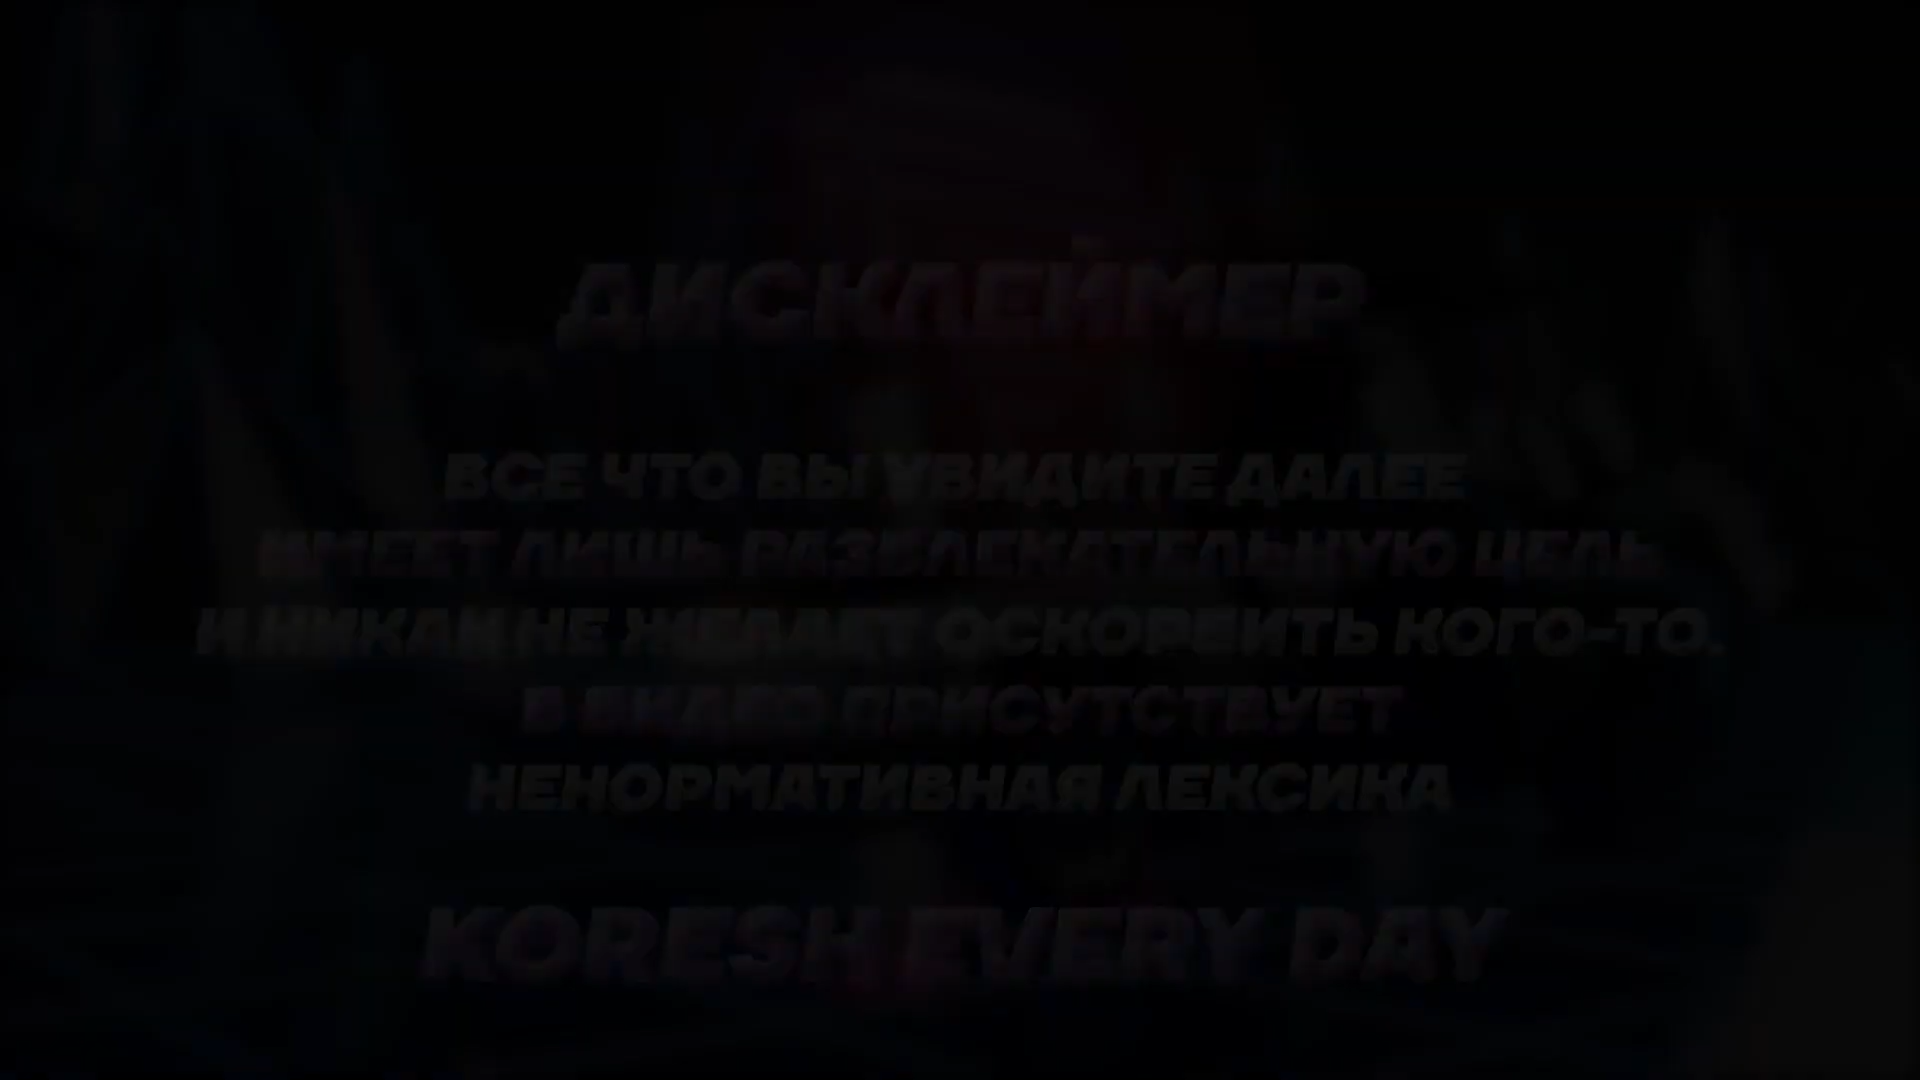 ДИСКЛЕЙМЕР
ВСЕ ЧТО ВЫ УВИДИТЕ ДАЛЕЕ
ИМЕЕТ ЛИШЬ РАЗВЛЕКАТЕЛЬНУЮ ЦЕЛЬ
И НИКАК НЕ ЖЕЛАЕТ ОСКОРБИТЬ КОГО-ТО.
В ВИДЕО ПРИСУТСТВУЕТ
НЕНОРМАТИВНАЯ ЛЕКСИКА
KORESH EVERY DAY